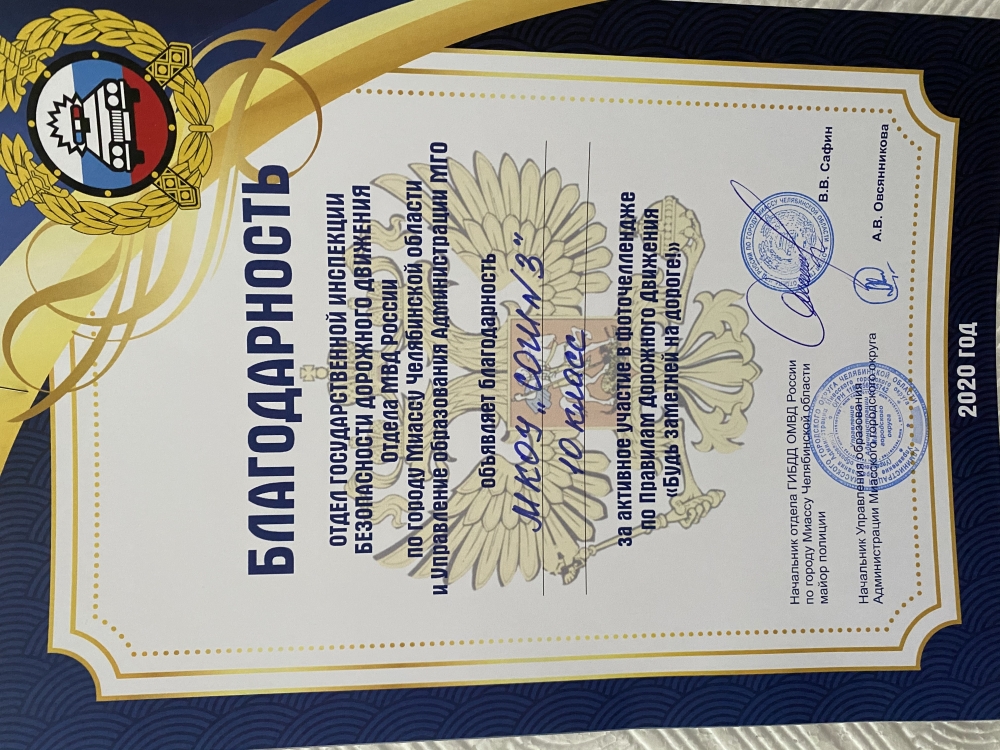 БЛАГОДАРНОСТЬ
ОТДЕЛ ГОСУДАРСТВЕННОЙ ИНСПЕКЦИИ
БЕЗОПАСНОСТИ ДОРОЖНОГО ДВИЖЕНИЯ
Отдела МВД РОССИИ
по городу Миассу Челябинской области
и Управление образования Администрации МГО
объявляет благодарность
МКОУ "СОШ №3"
10 класс
за активное участие в фоточеллендже
по Правилам дорожного движения
«Будь заметней на дороге!»
Начальник отдела ГИБДД ОМВД России
по городу Миассу Челябинской области
майор полиции
В.В. Сафин
Начальник Управления образования
Администрации Миасского городского округа
А.В. Овсянникова
2020 ГОД